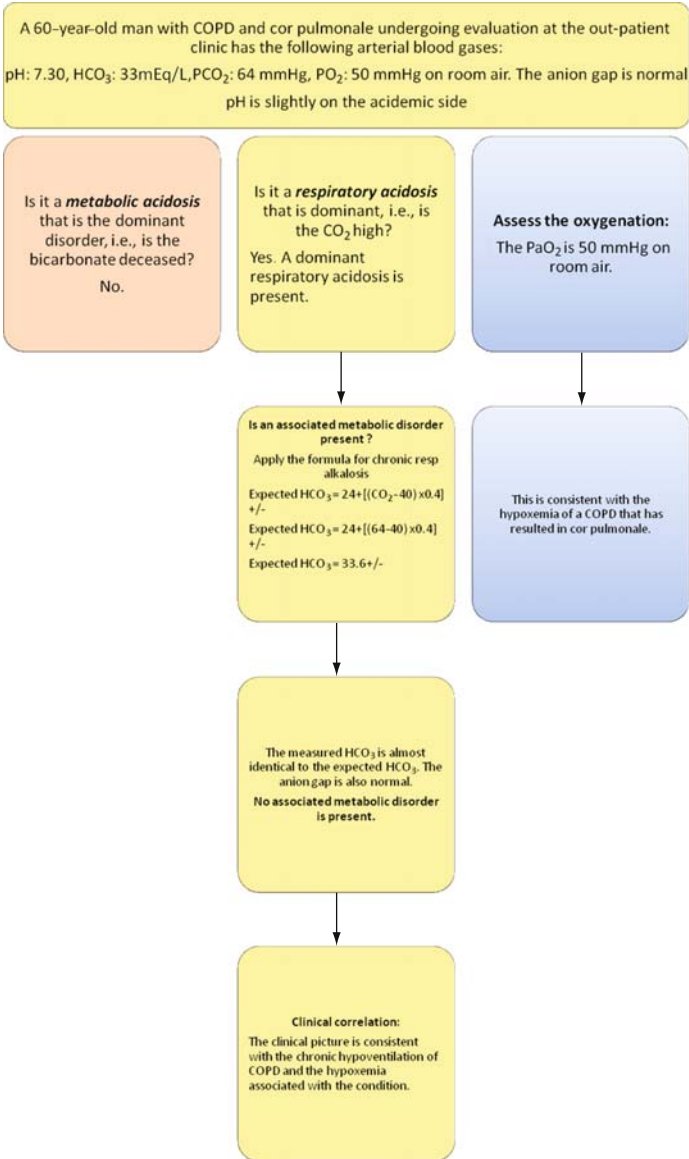 A 60-year-old man with COPD and cor pulmonale undergoing evaluation at the out-patient
clinic has the following arterial blood gases:
pH: 7.30, HCO₃: 33mEq/L,PCO₂: 64 mmHg, PO₂: 50 mmHg on room air. The anion gap is normal
pH is slightly on the acidemic side
Is it a metabolic acidosis
that is the dominant
disorder, i.e., is the
bicarbonate deceased?
No.
Is it a respiratory acidosis
that is dominant, i.e., is
the CO₂ high?
Yes. A dominant
respiratory acidosis is
present.
Assess the oxygenation:
The PaO₂ is 50 mmHg on
room air.
Is an associated metabolic disorder
present ?
Apply the formula for chronic resp
alkalosis
Expected HCO₃ = 24+[(CO₂-40) x0.4]
+/-
Expected HCO₃ = 24+[(64-40) x0.4]
+/-
Expected HCO₃ = 33.6+/-
This is consistent with the
hypoxemia of a COPD that has
resulted in cor pulmonale.
The measured HCO₃ is almost
identical to the expected HCO₃. The
anion gap is also normal.
No associated metabolic disorder
is present.
Clinical correlation:
The clinical picture is consistent
with the chronic hypoventilation of
COPD and the hypoxemia
associated with the condition.